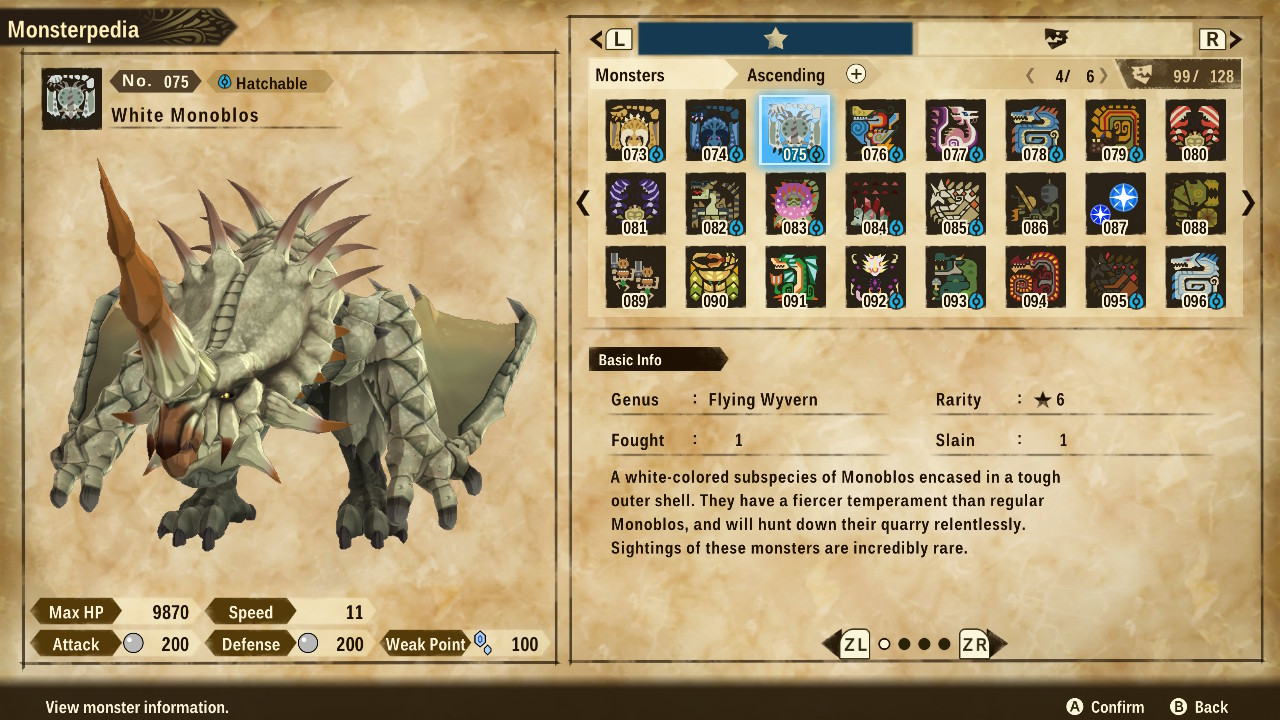 Monsterpedia
No. 075
Hatchable
White Monoblos
Max HP 9870
Speed 11
Attack 200
Defense 200
Weak Point 100
L
R
Monsters
Ascending
4/ 6
99/ 128
073 074 075 076 077 078 079 080
081 082 083 084 085 086 087 088
089 090 091 092 093 094 095 096
Basic Info
Genus : Flying Wyvern
Rarity : ★ 6
Fought : 1
Slain : 1
A white-colored subspecies of Monoblos encased in a tough
outer shell. They have a fiercer temperament than regular
Monoblos, and will hunt down their quarry relentlessly.
Sightings of these monsters are incredibly rare.
ZL ZR
View monster information.
A Confirm B Back